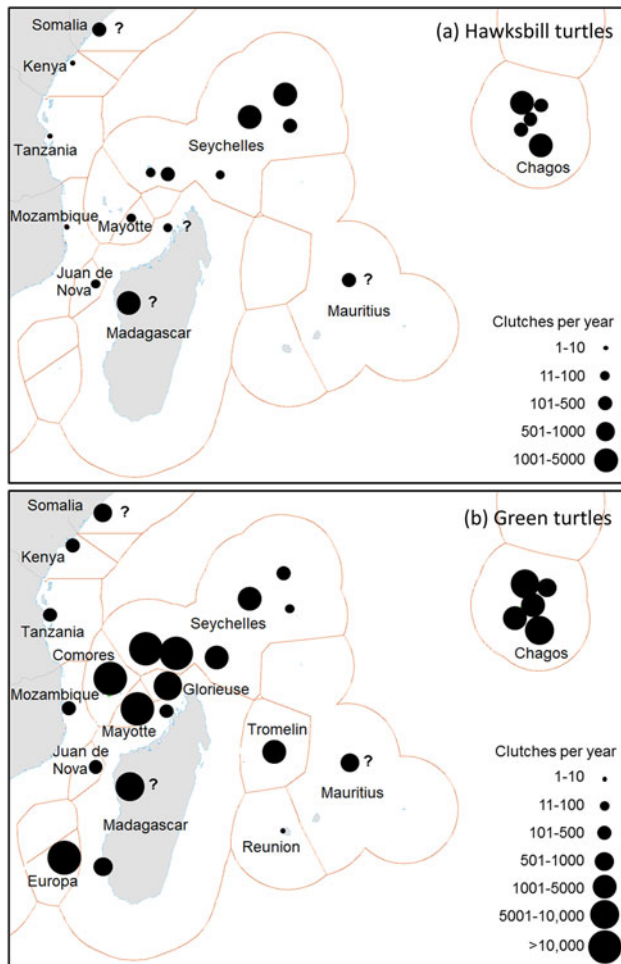 (a) Hawksbill turtles
Somalia
?
Kenya
Tanzania
Seychelles
Chagos
Mozambique
Mayotte
?
Juan de
Nova
?
Madagascar
?
Mauritius
Clutches per year
1-10
11-100
101-500
501-1000
1001-5000
(b) Green turtles
Somalia
?
Kenya
Tanzania
Seychelles
Comores
Chagos
Mozambique
Glorieuse
Mayotte
Tromelin
Juan de
Nova
?
?
Mauritius
Madagascar
Reunion
Europa
Clutches per year
1-10
11-100
101-500
501-1000
1001-5000
5001-10,000
>10,000